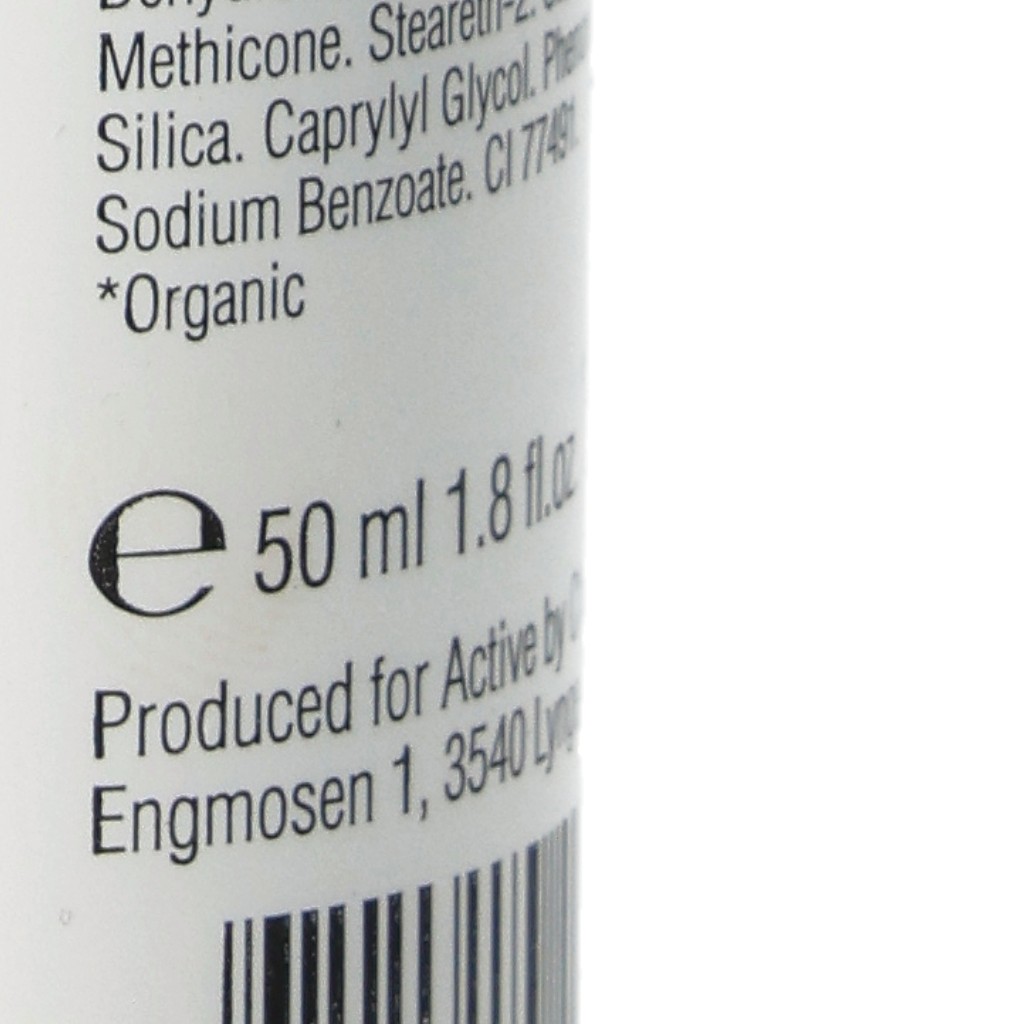 Methicone. Steareth-2.
Silica. Caprylyl Glycol.
Sodium Benzoate. CI 77491.
*Organic
℮ 50 ml 1.8 fl.oz
Produced for Active by
Engmosen 1, 3540